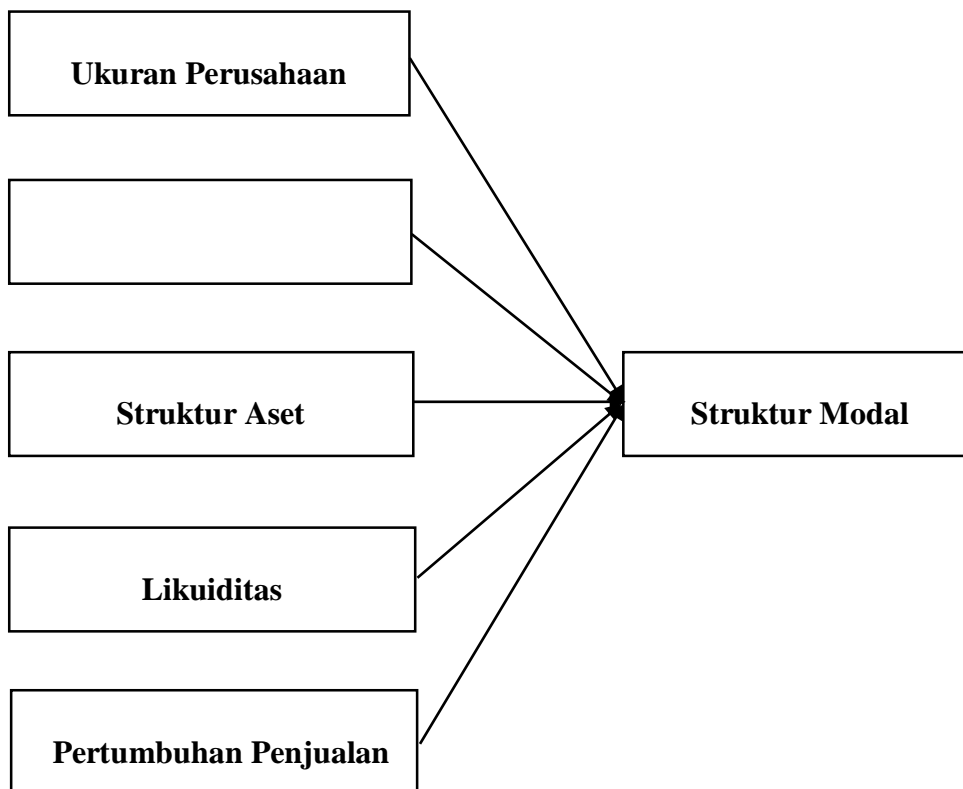 Ukuran Perusahaan
Struktur Aset
Struktur Modal
Likuiditas
Pertumbuhan Penjualan